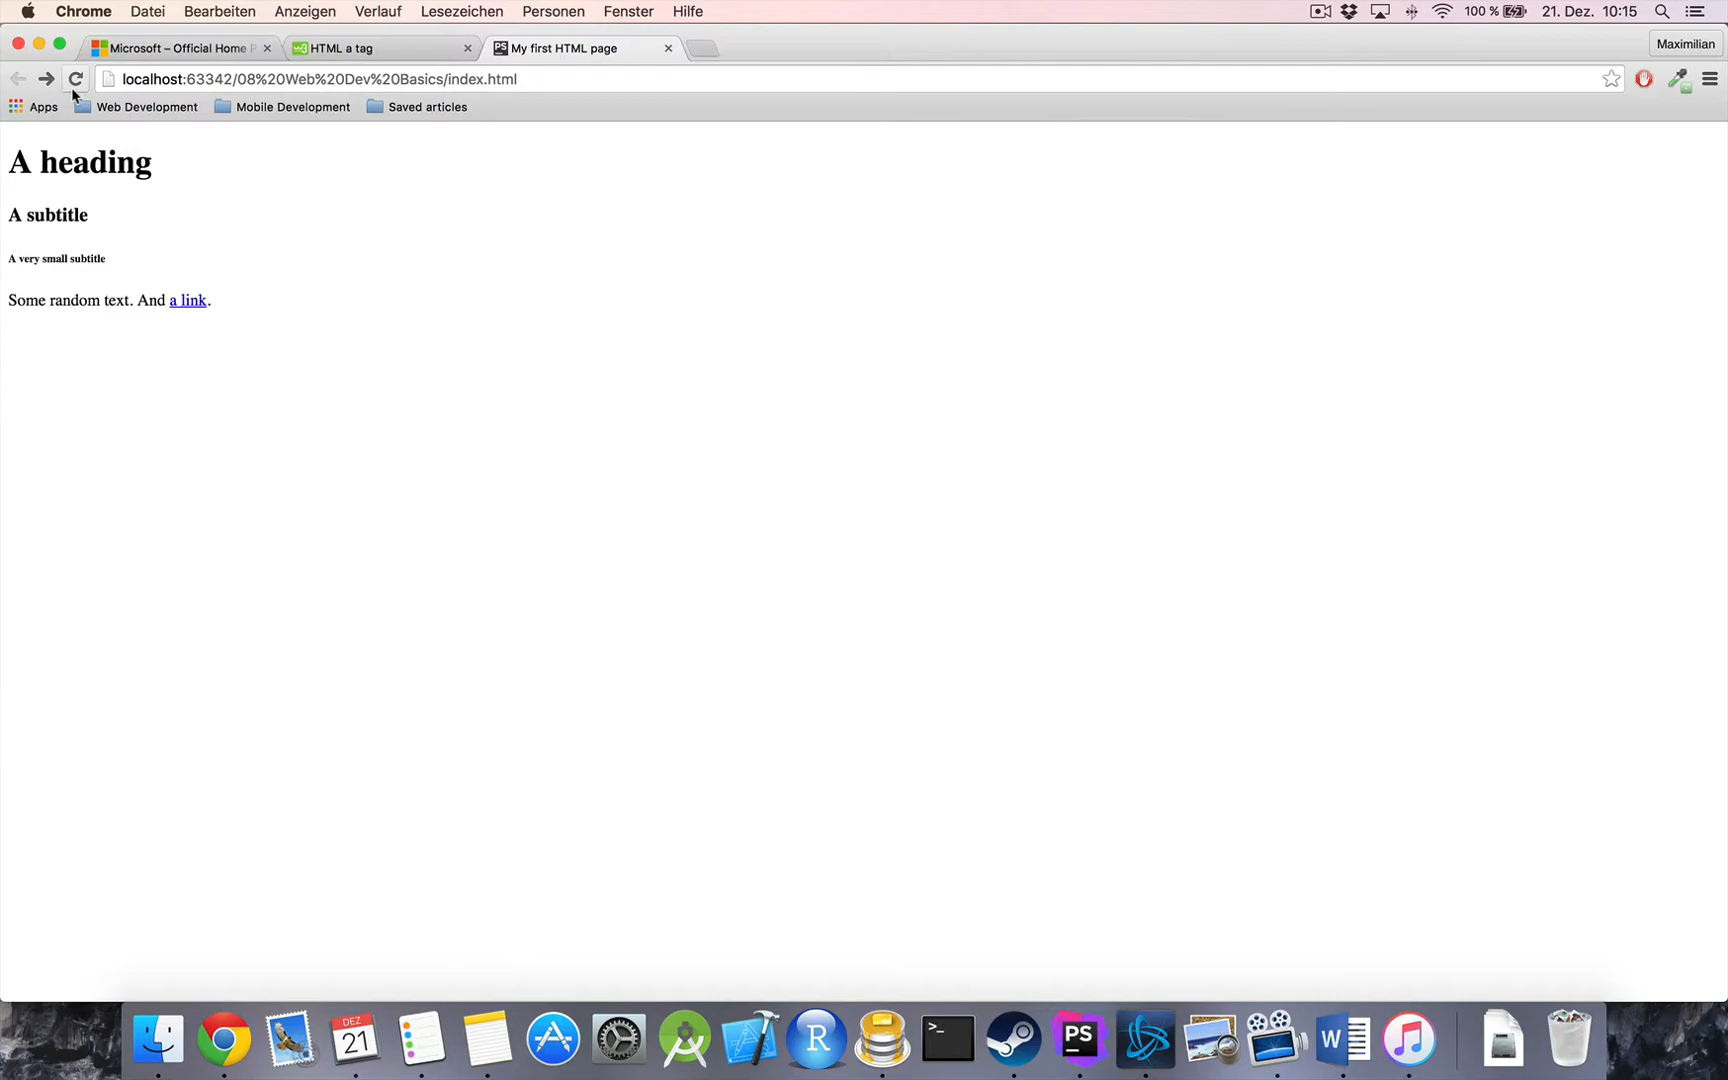 Chrome Datei Bearbeiten Anzeigen Verlauf Lesezeichen Personen Fenster Hilfe 100 % 21. Dez. 10:15
Microsoft – Official Home P HTML a tag My first HTML page Maximilian
localhost:63342/08%20Web%20Dev%20Basics/index.html
Apps Web Development Mobile Development Saved articles
A heading
A subtitle
A very small subtitle
Some random text. And a link.
DEZ
21
>_
R
PS
W